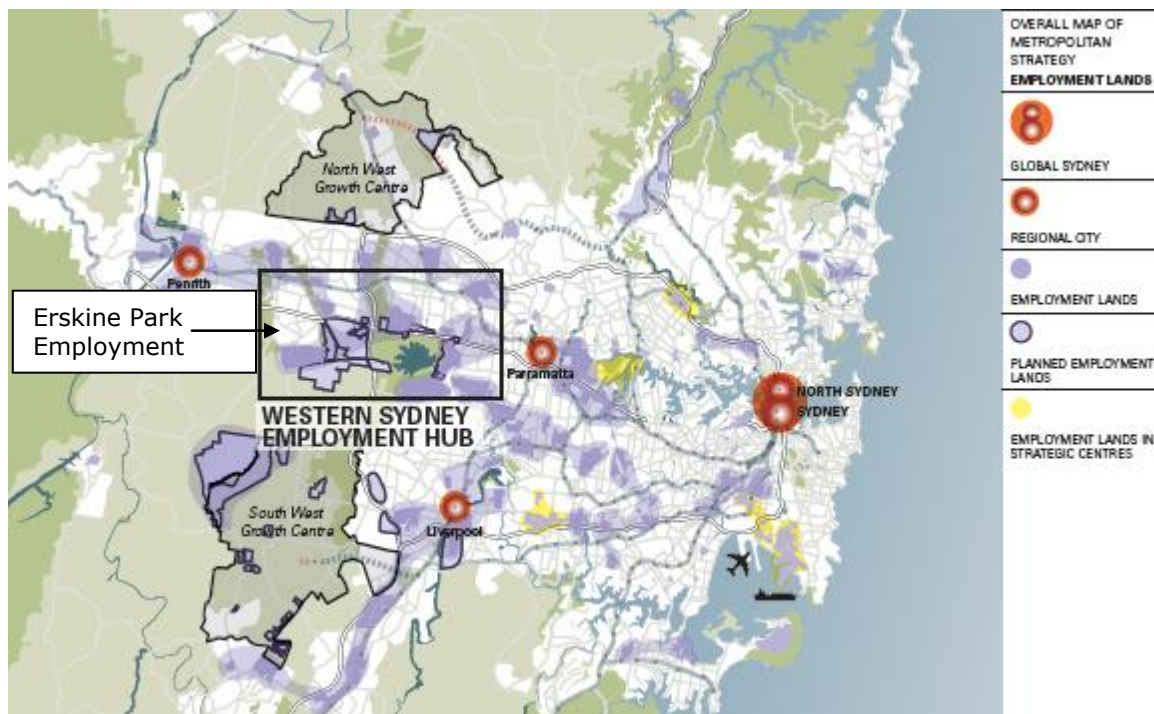 North West
Growth Centre
Penrith
Erskine Park
Employment
Parramatta
NORTH SYDNEY
SYDNEY
WESTERN SYDNEY
EMPLOYMENT HUB
South West
Growth Centre
Liverpool
OVERALL MAP OF
METROPOLITAN
STRATEGY
EMPLOYMENT LANDS
GLOBAL SYDNEY
REGIONAL CITY
EMPLOYMENT LANDS
PLANNED EMPLOYMENT
LANDS
EMPLOYMENT LANDS IN
STRATEGIC CENTRES